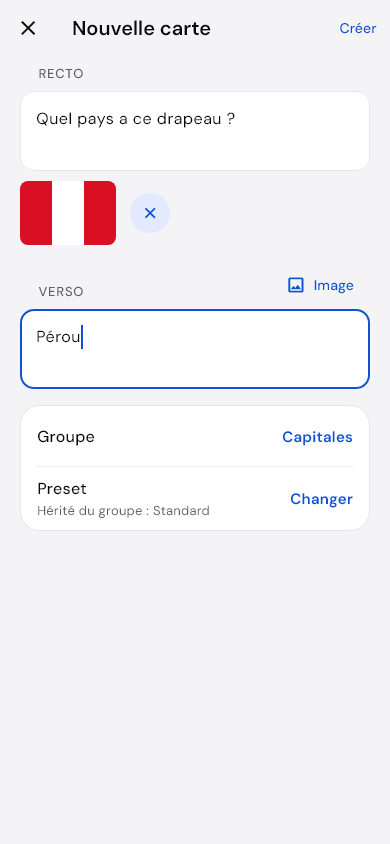 Nouvelle carte
Créer
RECTO
Quel pays a ce drapeau ?
Image
VERSO
Pérou
Groupe
Capitales
Preset
Hérité du groupe : Standard
Changer